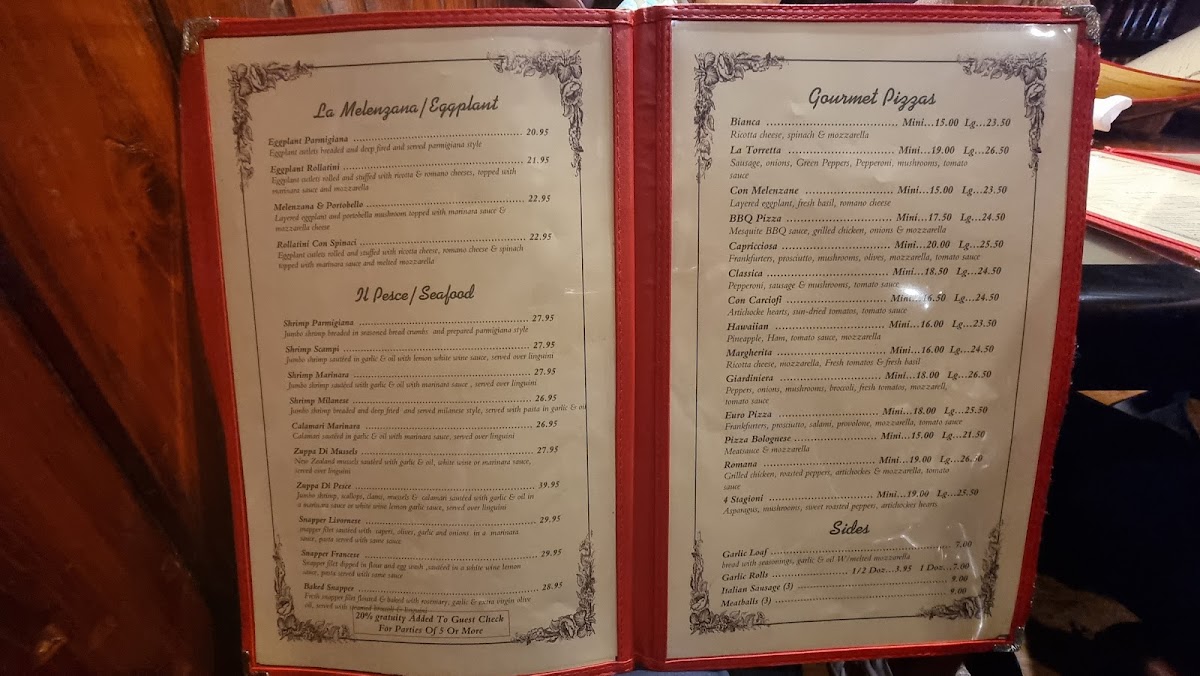 La Melenzana/Eggplant
Eggplant Parmigiana ........ 20.95
Eggplant cutlets breaded and deep fired and served parmigiana style
Eggplant Rollatini ........ 21.95
Eggplant cutlets rolled and stuffed with ricotta & romano cheeses, topped with
marinara sauce and mozzarella
Melenzana & Portobello ........ 22.95
Layered eggplant and portobella mushroom topped with marinara sauce &
mozzarella cheese
Rollatini Con Spinaci ........ 22.95
Eggplant cutlets rolled and stuffed with ricotta cheese, romano cheese & spinach
topped with marinara sauce and melted mozzarella
Il Pesce/Seafood
Shrimp Parmigiana ........ 27.95
Jumbo shrimp breaded in seasoned bread crumbs and prepared parmigiana style
Shrimp Scampi ........ 27.95
Jumbo shrimp sautéed in garlic & oil with lemon white wine sauce, served over linguini
Shrimp Marinara ........ 27.95
Jumbo shrimp sautéed with garlic & oil with marinara sauce , served over linguini
Shrimp Milanese ........ 26.95
Jumbo shrimp breaded and deep fried and served milanese style, served with pasta in garlic & oil
Calamari Marinara ........ 26.95
Calamari sautéed in garlic & oil with marinara sauce, served over linguini
Zuppa Di Mussels ........ 27.95
New Zealand mussels sautéed with garlic & oil, white wine or marinara sauce,
served over linguini
Zuppa Di Pesce ........ 39.95
Jumbo shrimp, scallops, clams, mussels & calamari sautéed with garlic & oil in
a marinara sauce or white wine lemon garlic sauce, served over linguini
Snapper Livornese ........ 29.95
snapper filet sautéed with capers, olives, garlic and onions in a marinara
sauce, pasta served with same sauce
Snapper Francese ........ 29.95
Snapper filet dipped in flour and egg wash ,sautéed in a white wine lemon
sauce, pasta served with same sauce
Baked Snapper ........ 28.95
Fresh snapper filet floured & baked with rosemary, garlic & extra virgin olive
oil, served with steamed broccoli & linguini
20% gratuity Added To Guest Check
For Parties Of 5 Or More
Gourmet Pizzas
Bianca ........ Mini...15.00 Lg...23.50
Ricotta cheese, spinach & mozzarella
La Torretta ........ Mini...19.00 Lg...26.50
Sausage, onions, Green Peppers, Pepperoni, mushrooms, tomato
sauce
Con Melenzane ........ Mini...15.00 Lg...23.50
Layered eggplant, fresh basil, romano cheese
BBQ Pizza ........ Mini...17.50 Lg...24.50
Mesquite BBQ sauce, grilled chicken, onions & mozzarella
Capricciosa ........ Mini...20.00 Lg...25.50
Frankfurters, prosciutto, mushrooms, olives, mozzarella, tomato sauce
Classica ........ Mini...18.50 Lg...24.50
Pepperoni, sausage & mushrooms, tomato sauce
Con Carciofi ........ Mini...16.50 Lg...24.50
Artichocke hearts, sun-dried tomatos, tomato sauce
Hawaiian ........ Mini...16.00 Lg...23.50
Pineapple, Ham, tomato sauce, mozzarella
Margherita ........ Mini...16.00 Lg...24.50
Ricotta cheese, mozzarella, Fresh tomatos & fresh basil
Giardiniera ........ Mini...18.00 Lg...26.50
Peppers, onions, mushrooms, broccoli, fresh tomatos, mozzarell,
tomato sauce
Euro Pizza ........ Mini...18.00 Lg...25.50
Frankfurters, prosciutto, salami, provolone, mozzarella, tomato sauce
Pizza Bolognese ........ Mini...15.00 Lg...21.50
Meatsauce & mozzarella
Romana ........ Mini...19.00 Lg...26.50
Grilled chicken, roasted peppers, artichockes & mozzarella, tomato
sauce
4 Stagioni ........ Mini...19.00 Lg...25.50
Asparagus, mushrooms, sweet roasted peppers, artichocker hearts,
Sides
Garlic Loaf ........ 7.00
bread with seasonings, garlic & oil W/melted mozzarella
Garlic Rolls ........ 1/2 Doz...3.95 1 Doz...7.00
Italian Sausage (3) ........ 9.00
Meatballs (3) ........ 9.00